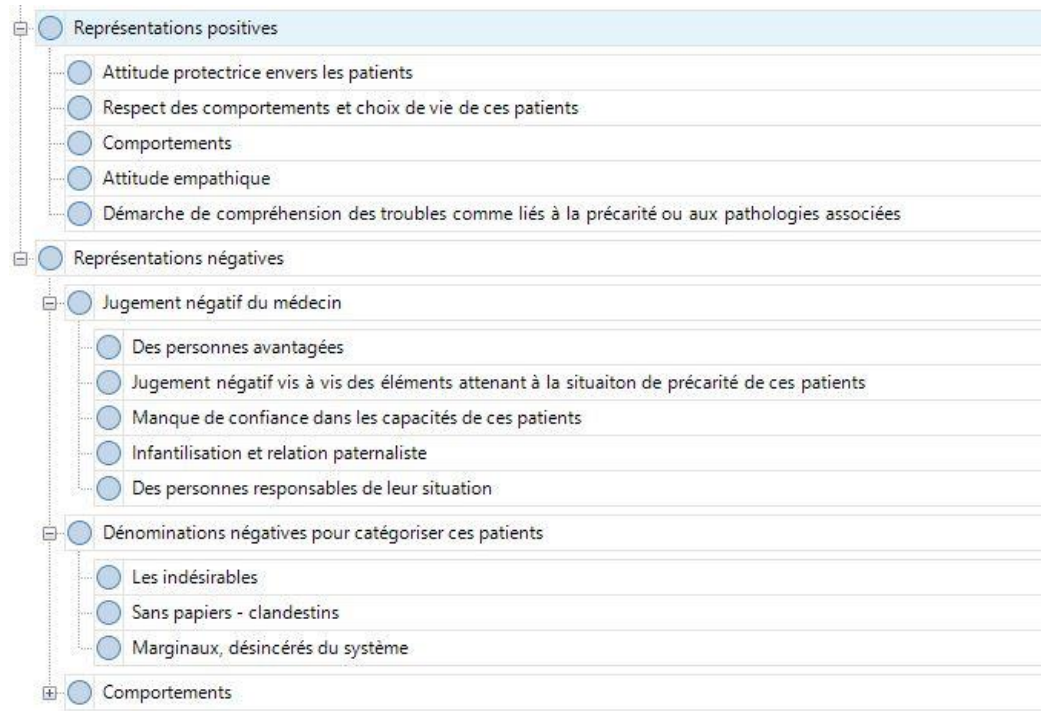 Représentations positives
Attitude protectrice envers les patients
Respect des comportements et choix de vie de ces patients
Comportements
Attitude empathique
Démarche de compréhension des troubles comme liés à la précarité ou aux pathologies associées
Représentations négatives
Jugement négatif du médecin
Des personnes avantagées
Jugement négatif vis à vis des éléments attenant à la situaiton de précarité de ces patients
Manque de confiance dans les capacités de ces patients
Infantilisation et relation paternaliste
Des personnes responsables de leur situation
Dénominations négatives pour catégoriser ces patients
Les indésirables
Sans papiers - clandestins
Marginaux, désincérés du système
Comportements